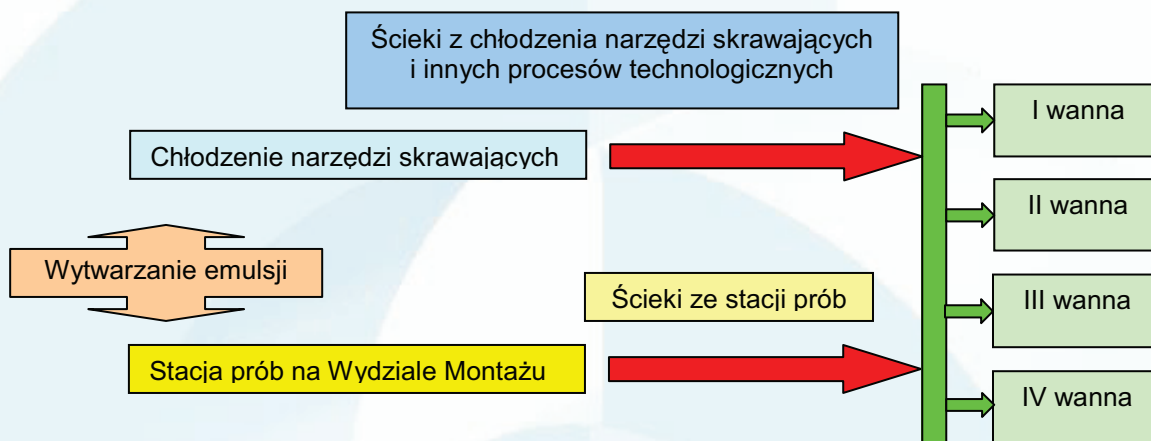 Ścieki z chłodzenia narzędzi skrawających
i innych procesów technologicznych
I wanna
Chłodzenie narzędzi skrawających
II wanna
Wytwarzanie emulsji
Ścieki ze stacji prób
III wanna
Stacja prób na Wydziale Montażu
IV wanna